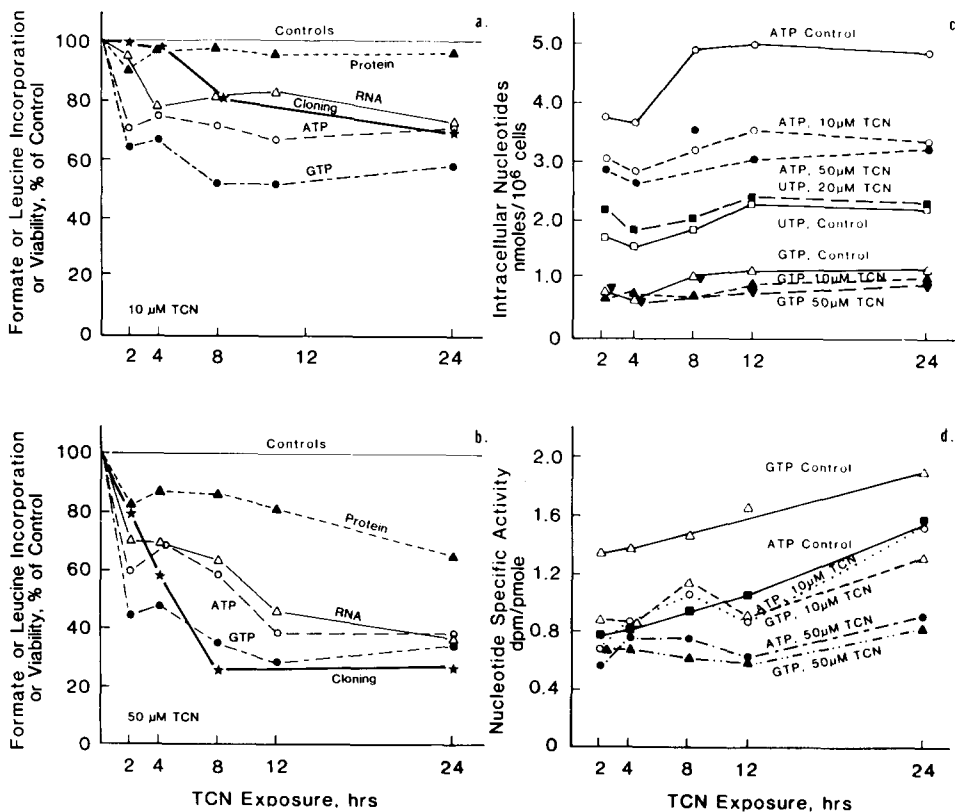 a.
Formate or Leucine Incorporation
or Viability, % of Control
100
80
60
40
20
0
Controls
Protein
RNA
Cloning
ATP
GTP
10 μM TCN
2 4 8 12 24
c
Intracellular Nucleotides
nmoles/10⁶ cells
5.0
4.0
3.0
2.0
1.0
0
ATP Control
ATP, 10μM TCN
ATP, 50μM TCN
UTP, 20μM TCN
UTP, Control
GTP, Control
GTP 10μM TCN
GTP 50μM TCN
2 4 8 12 24
b.
Formate or Leucine Incorporation
or Viability, % of Control
100
80
60
40
20
0
Controls
Protein
ATP
RNA
GTP
Cloning
50 μM TCN
2 4 8 12 24
TCN Exposure, hrs
d.
Nucleotide Specific Activity
dpm/pmole
2.0
1.6
1.2
0.8
0.4
0
GTP Control
ATP Control
ATP, 10μM TCN
GTP, 10μM TCN
ATP, 50μM TCN
GTP, 50μM TCN
2 4 8 12 24
TCN Exposure, hrs